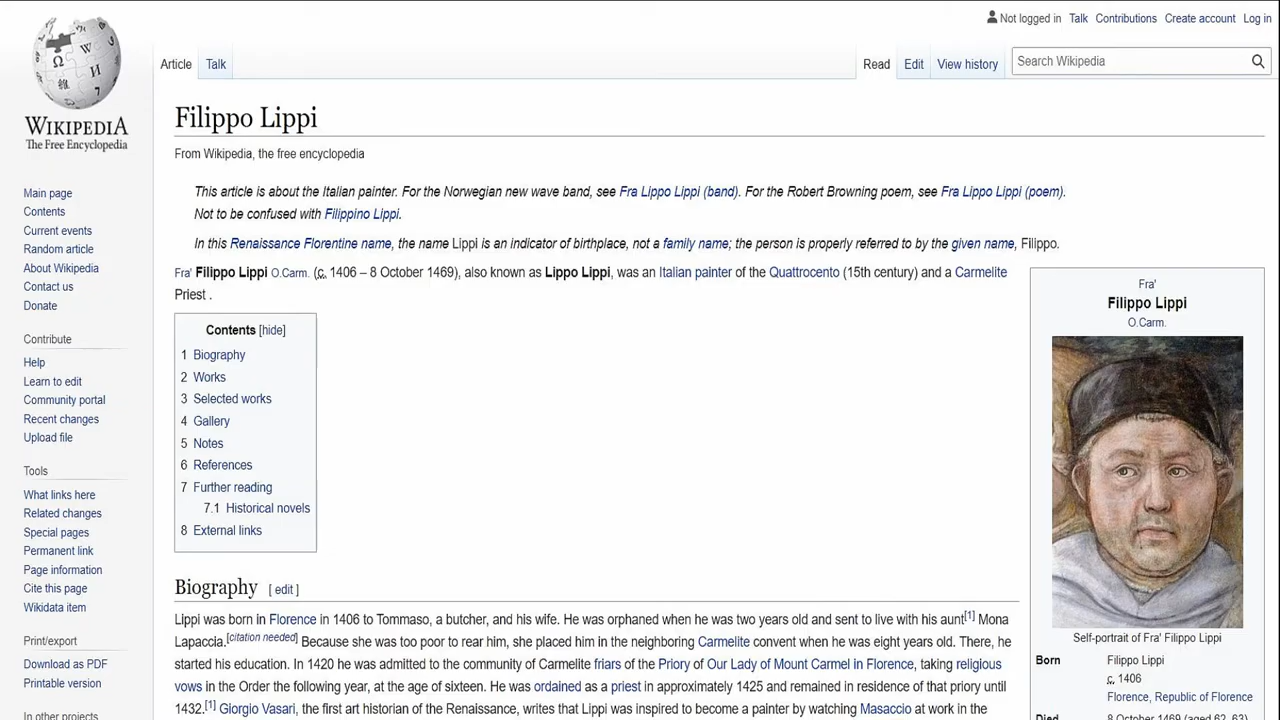 Not logged in Talk Contributions Create account Log in
Article Talk Read Edit View history Search Wikipedia
WIKIPEDIA
The Free Encyclopedia
Main page
Contents
Current events
Random article
About Wikipedia
Contact us
Donate
Contribute
Help
Learn to edit
Community portal
Recent changes
Upload file
Tools
What links here
Related changes
Special pages
Permanent link
Page information
Cite this page
Wikidata item
Print/export
Download as PDF
Printable version
In other projects
Filippo Lippi
From Wikipedia, the free encyclopedia
This article is about the Italian painter. For the Norwegian new wave band, see Fra Lippo Lippi (band). For the Robert Browning poem, see Fra Lippo Lippi (poem).
Not to be confused with Filippino Lippi.
In this Renaissance Florentine name, the name Lippi is an indicator of birthplace, not a family name; the person is properly referred to by the given name, Filippo.
Fra' Filippo Lippi O.Carm. (c. 1406 – 8 October 1469), also known as Lippo Lippi, was an Italian painter of the Quattrocento (15th century) and a Carmelite
Priest .
Contents [hide]
1 Biography
2 Works
3 Selected works
4 Gallery
5 Notes
6 References
7 Further reading
7.1 Historical novels
8 External links
Biography [ edit ]
Lippi was born in Florence in 1406 to Tommaso, a butcher, and his wife. He was orphaned when he was two years old and sent to live with his aunt[1] Mona
Lapaccia.[citation needed] Because she was too poor to rear him, she placed him in the neighboring Carmelite convent when he was eight years old. There, he
started his education. In 1420 he was admitted to the community of Carmelite friars of the Priory of Our Lady of Mount Carmel in Florence, taking religious
vows in the Order the following year, at the age of sixteen. He was ordained as a priest in approximately 1425 and remained in residence of that priory until
1432.[1] Giorgio Vasari, the first art historian of the Renaissance, writes that Lippi was inspired to become a painter by watching Masaccio at work in the
Fra'
Filippo Lippi
O.Carm.
Self-portrait of Fra' Filippo Lippi
Born Filippo Lippi
c. 1406
Florence, Republic of Florence
Died 8 October 1469 (aged 62–63)